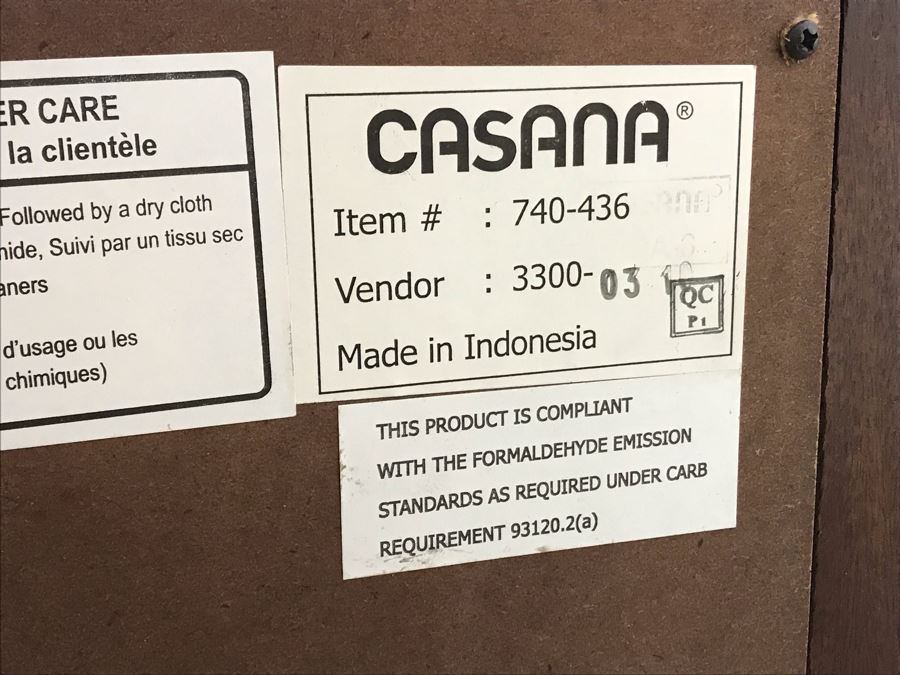 ER CARE
la clientèle
Followed by a dry cloth
nide, Suivi par un tissu sec
aners
d'usage ou les
chimiques)
CASANA®
Item # : 740-436
Vendor : 3300-03
QC
P1
Made in Indonesia
THIS PRODUCT IS COMPLIANT
WITH THE FORMALDEHYDE EMISSION
STANDARDS AS REQUIRED UNDER CARB
REQUIREMENT 93120.2(a)